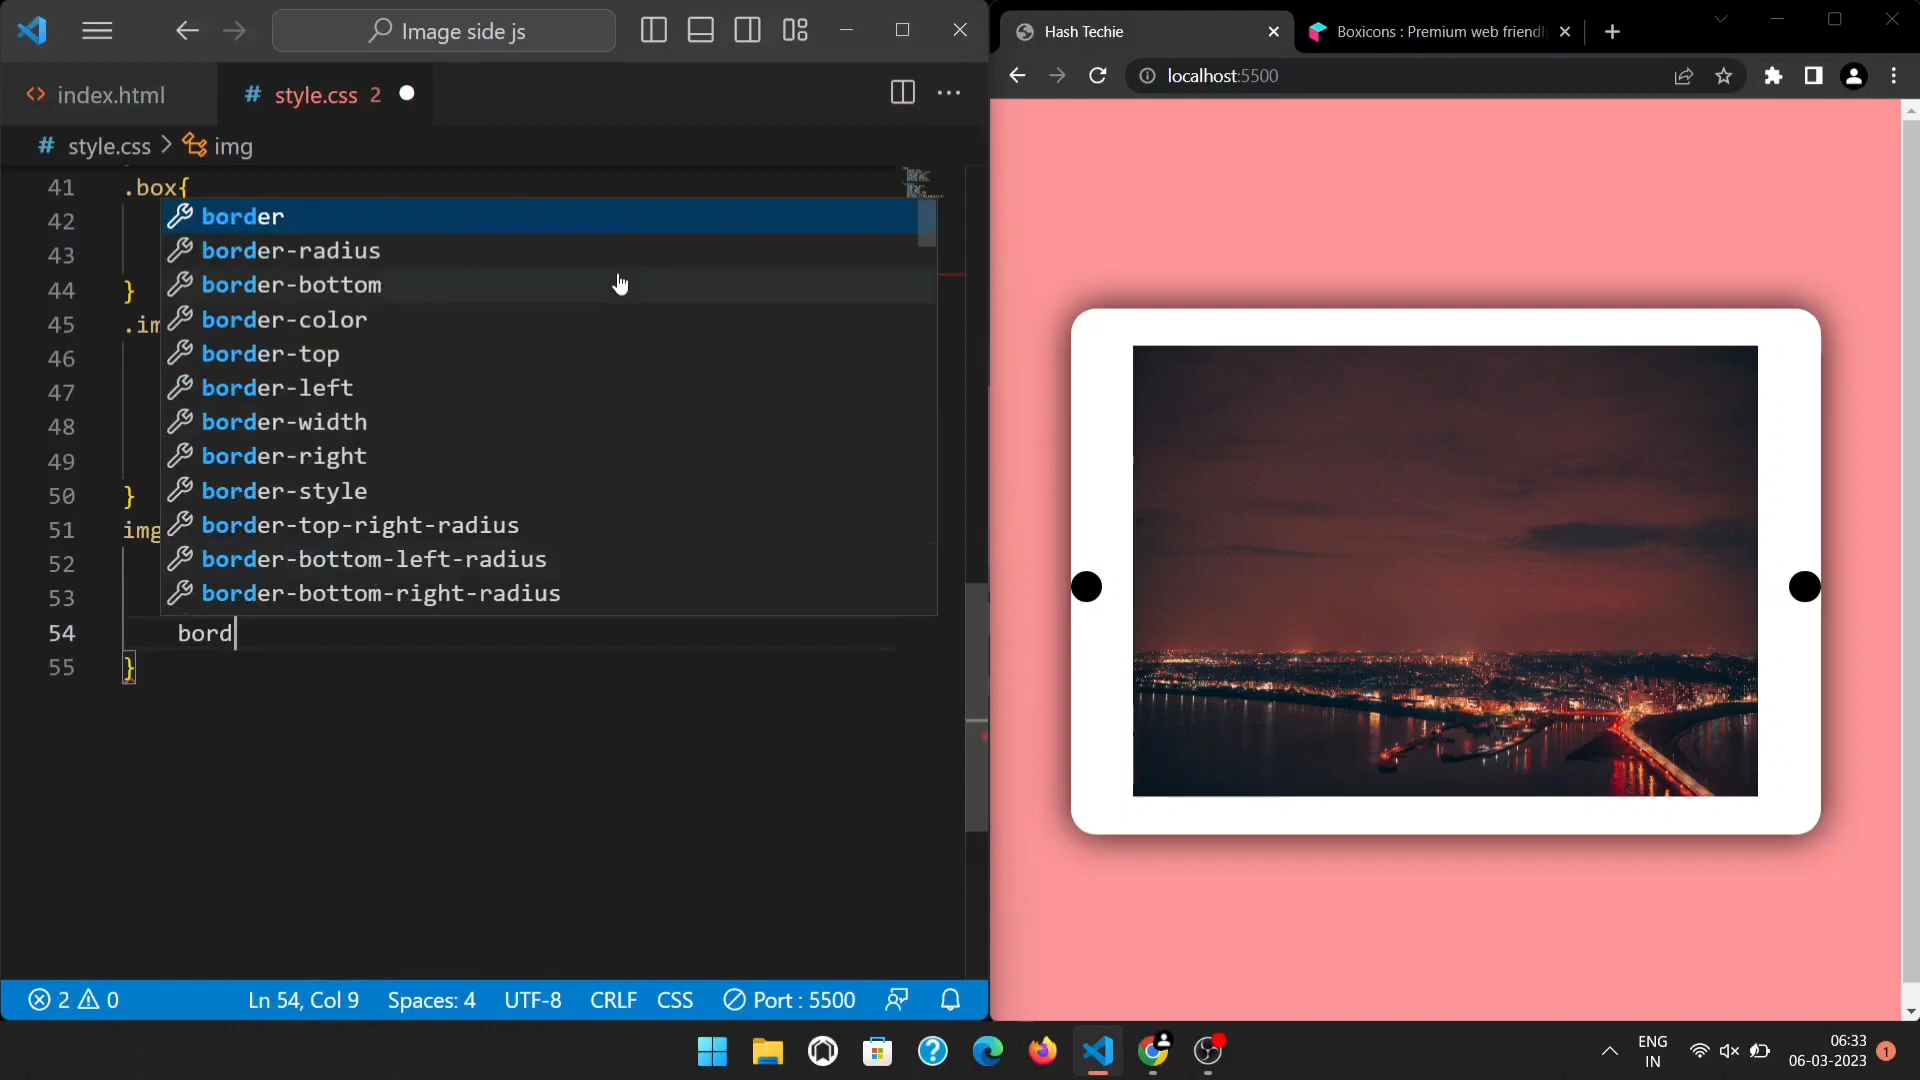 Image side js
index.html
# style.css 2
# style.css > img
41 .box{
42
43
44 }
45 .im
46
47
48
49
50 }
51 img
52
53
54 bord
55 }
border
border-radius
border-bottom
border-color
border-top
border-left
border-width
border-right
border-style
border-top-right-radius
border-bottom-left-radius
border-bottom-right-radius
2 0 Ln 54, Col 9 Spaces: 4 UTF-8 CRLF CSS Port : 5500
Hash Techie
Boxicons : Premium web friendl
localhost:5500
ENG
IN
06:33
06-03-2023
1